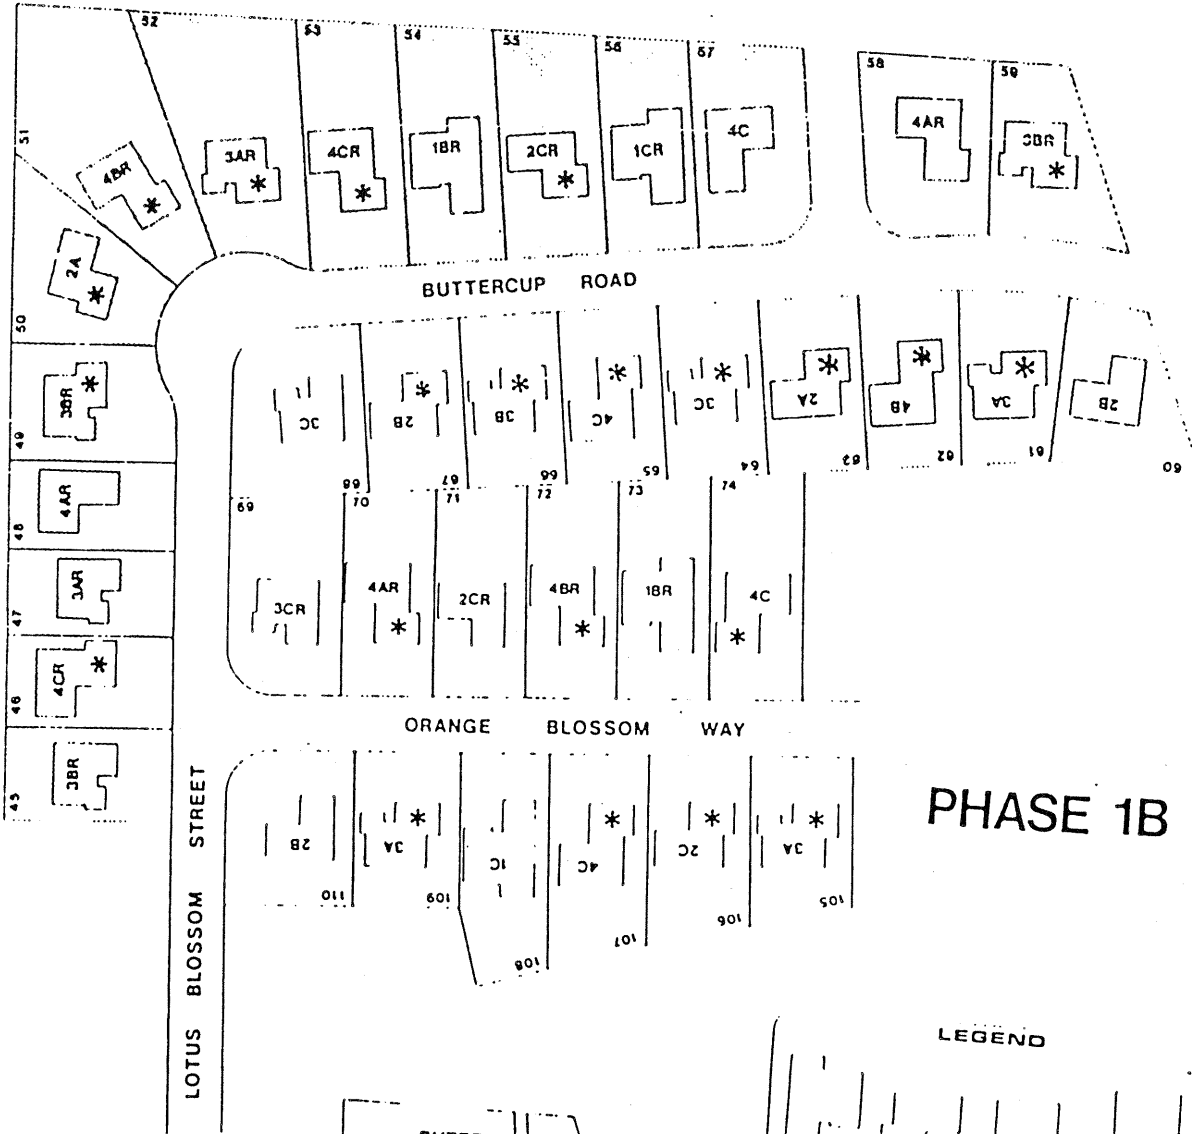 52
53
54
55
56
57
58
59
51
4BR
*
3AR
*
4CR
*
1BR
2CR
*
1CR
4C
4AR
3BR
*
2A
*
50
BUTTERCUP ROAD
3BR
*
49
3C
2B
*
3B
*
4C
*
3C
*
2A
*
4B
*
3A
*
2B
68
67
66
65
64
63
62
61
60
4AR
48
69
70
71
72
73
74
3AR
47
3CR
4AR
*
2CR
4BR
*
1BR
4C
*
4CR
*
46
ORANGE BLOSSOM WAY
3BR
45
2B
3A
*
1C
4C
*
2C
*
3A
*
110
109
108
107
106
105
PHASE 1B
LOTUS BLOSSOM STREET
LEGEND